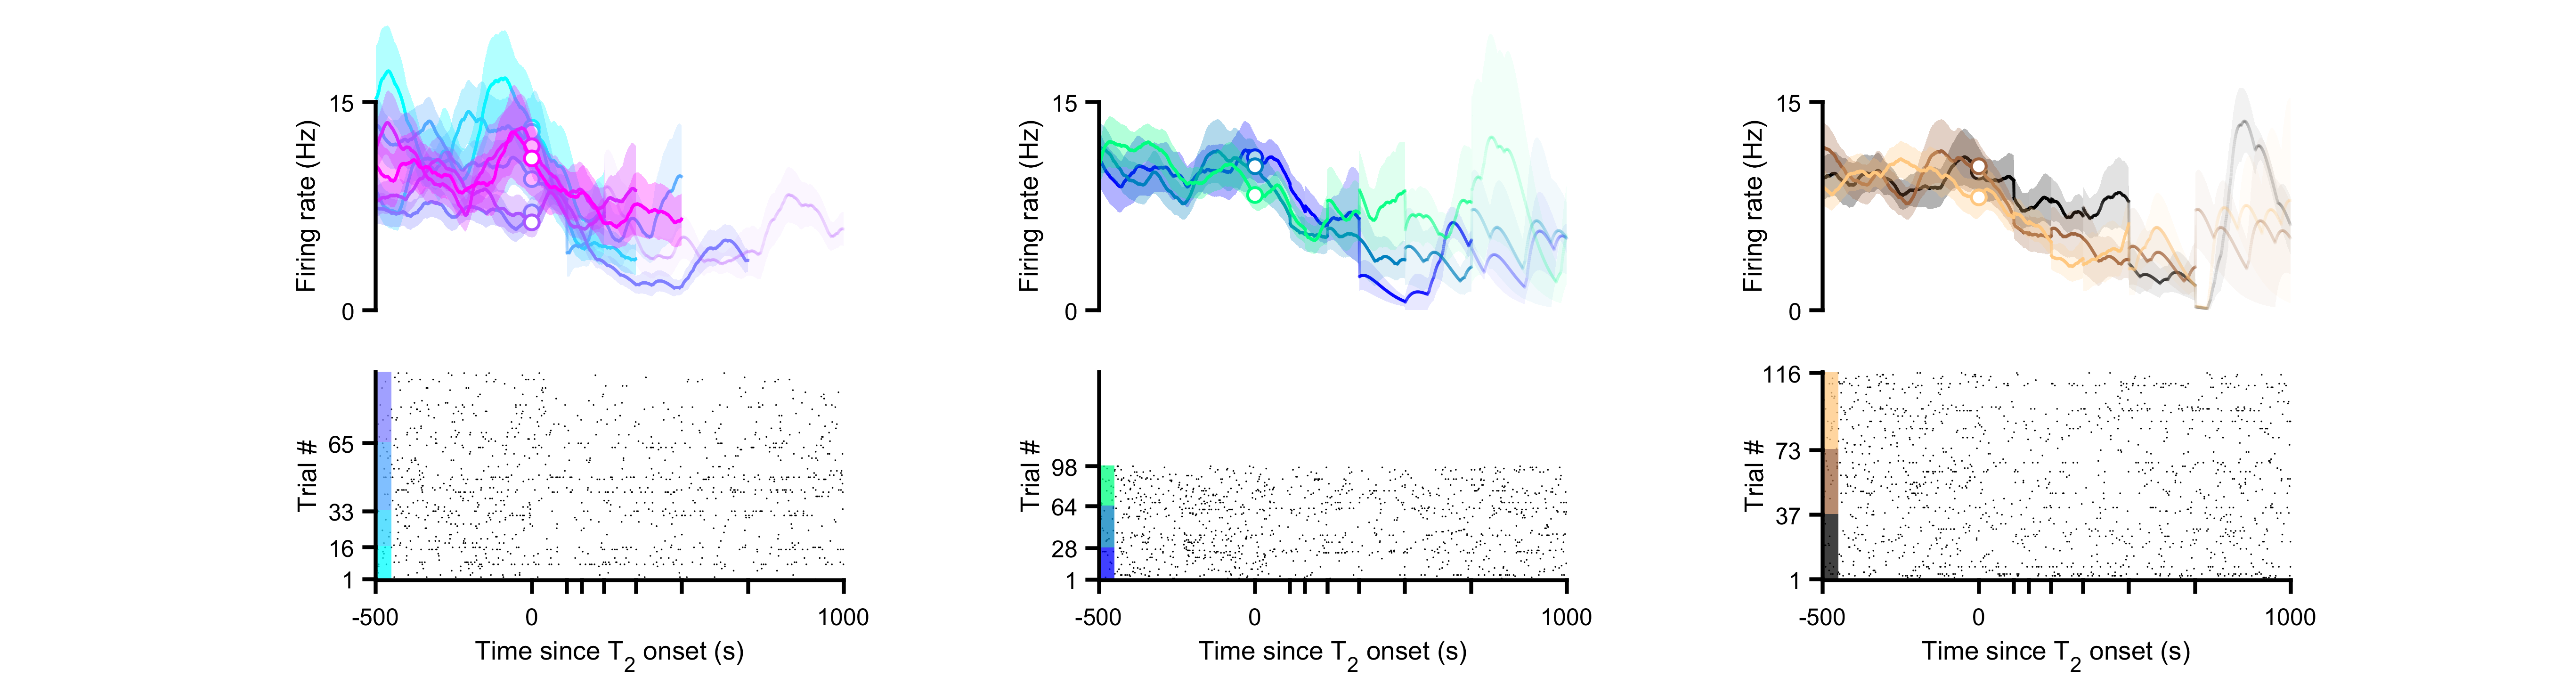 15
Firing rate (Hz)
0
15
Firing rate (Hz)
0
15
Firing rate (Hz)
0
65
33
16
1
Trial #
-500 0 1000
Time since T2 onset (s)
98
64
28
1
Trial #
-500 0 1000
Time since T2 onset (s)
116
73
37
1
Trial #
-500 0 1000
Time since T2 onset (s)